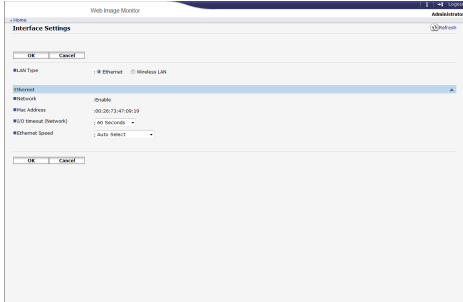 Logout
Web Image Monitor
Administrator
Home
Interface Settings
Refresh
OK Cancel
■LAN Type : Ethernet Wireless LAN
Ethernet
■Network :Enable
■Mac Address :00:26:73:47:09:19
■I/O timeout (Network) : 60 Seconds
■Ethernet Speed : Auto Select
OK Cancel